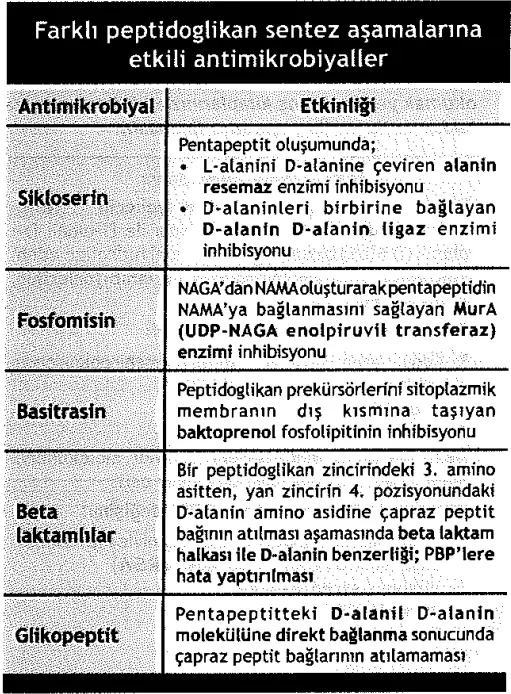 Farklı peptidoglikan sentez aşamalarına
etkili antimikrobiyaller
Antimikrobiyal
Etkinliği
Sikloserin
Pentapeptit oluşumunda;
• L-alanini D-alanine çeviren alanin
resemaz enzimi inhibisyonu
• D-alaninleri birbirine bağlayan
D-alanin D-alanin ligaz enzimi
inhibisyonu
Fosfomisin
NAGA'dan NAMA oluşturarak pentapeptidin
NAMA'ya bağlanmasını sağlayan MurA
(UDP-NAGA enolpiruvil transferaz)
enzimi inhibisyonu
Basitrasin
Peptidoglikan prekürsörlerini sitoplazmik
membranın dış kısmına taşıyan
baktoprenol fosfolipitinin inhibisyonu
Beta
laktamlılar
Bir peptidoglikan zincirindeki 3. amino
asitten, yan zincirin 4. pozisyonundaki
D-alanin amino asidine çapraz peptit
bağının atılması aşamasında beta laktam
halkası ile D-alanin benzerliği; PBP'lere
hata yaptırılması
Glikopeptit
Pentapeptitteki D-alanil D-alanin
molekülüne direkt bağlanma sonucunda
çapraz peptit bağlarının atılamaması